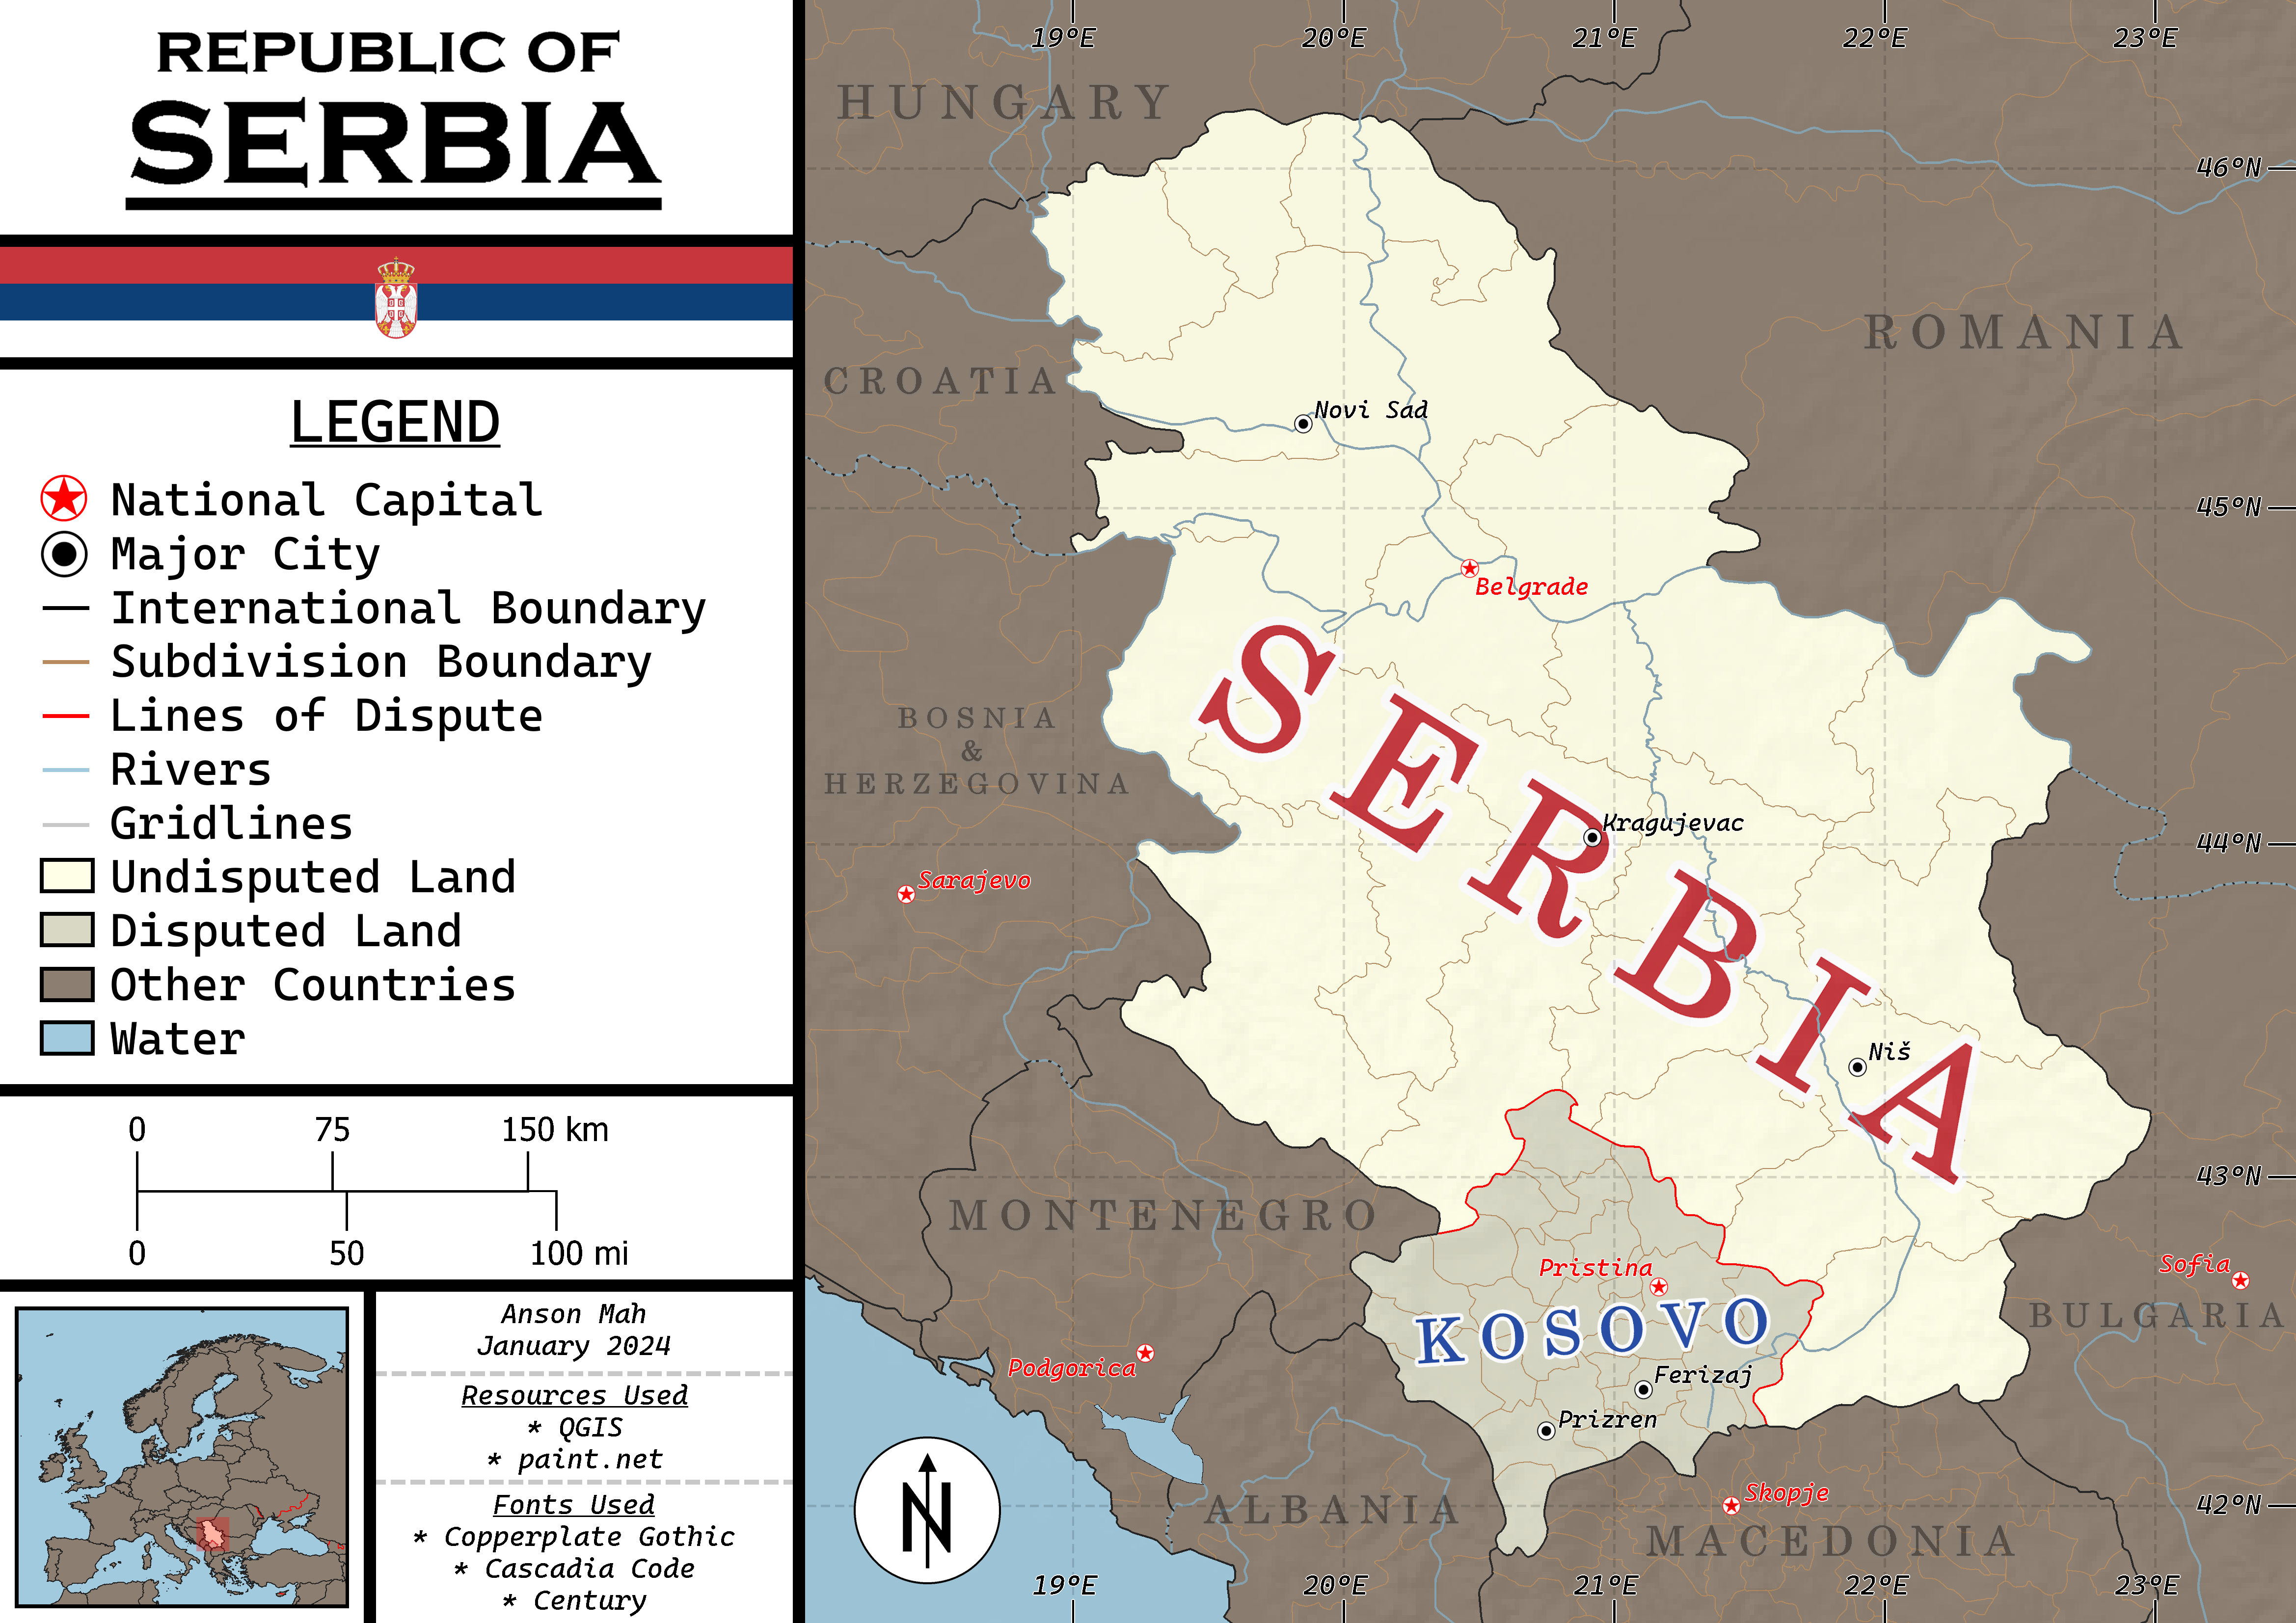 REPUBLIC OF
SERBIA
LEGEND
National Capital
Major City
International Boundary
Subdivision Boundary
Lines of Dispute
Rivers
Gridlines
Undisputed Land
Disputed Land
Other Countries
Water
0 75 150 km
0 50 100 mi
Anson Mah
January 2024
Resources Used
* QGIS
* paint.net
Fonts Used
* Copperplate Gothic
* Cascadia Code
* Century
19°E 20°E 21°E 22°E 23°E
HUNGARY
46°N
ROMANIA
CROATIA
Novi Sad
45°N
Belgrade
BOSNIA
&
HERZEGOVINA
SERBIA
Kragujevac
44°N
Sarajevo
Niš
43°N
MONTENEGRO
Pristina
Sofia
KOSOVO
BULGARIA
Podgorica
Ferizaj
Prizren
Skopje
42°N
ALBANIA
MACEDONIA
N
19°E 20°E 21°E 22°E 23°E